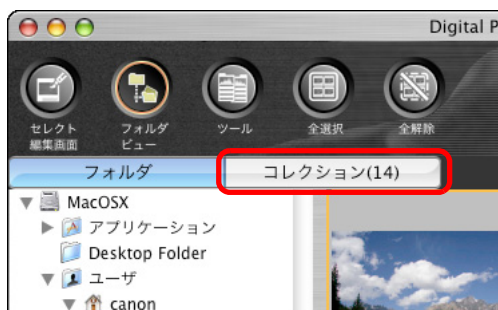 Digital P
セレクト
編集画面
フォルダ
ビュー
ツール
全選択
全解除
フォルダ
コレクション(14)
MacOSX
アプリケーション
Desktop Folder
ユーザ
canon